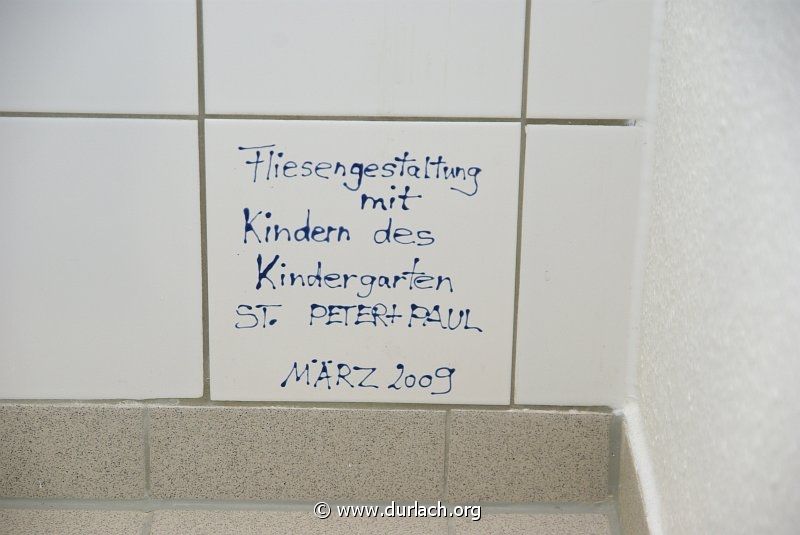 Fliesengestaltung
mit
Kindern des
Kindergarten
ST. PETER+PAUL
MÄRZ 2009
© www.durlach.org